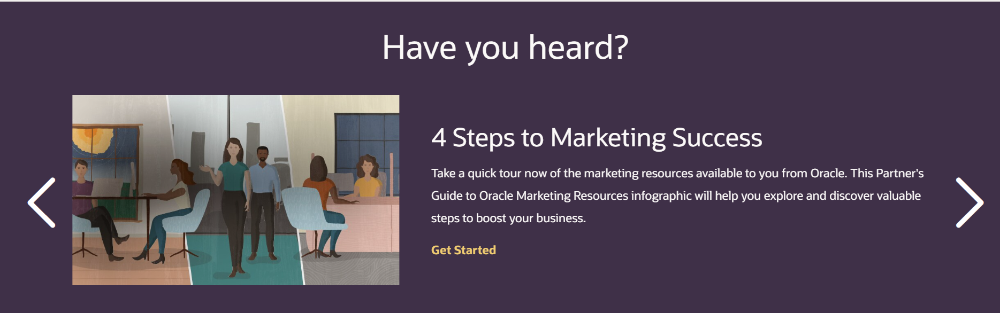 Have you heard?
4 Steps to Marketing Success
Take a quick tour now of the marketing resources available to you from Oracle. This Partner's
Guide to Oracle Marketing Resources infographic will help you explore and discover valuable
steps to boost your business.
Get Started